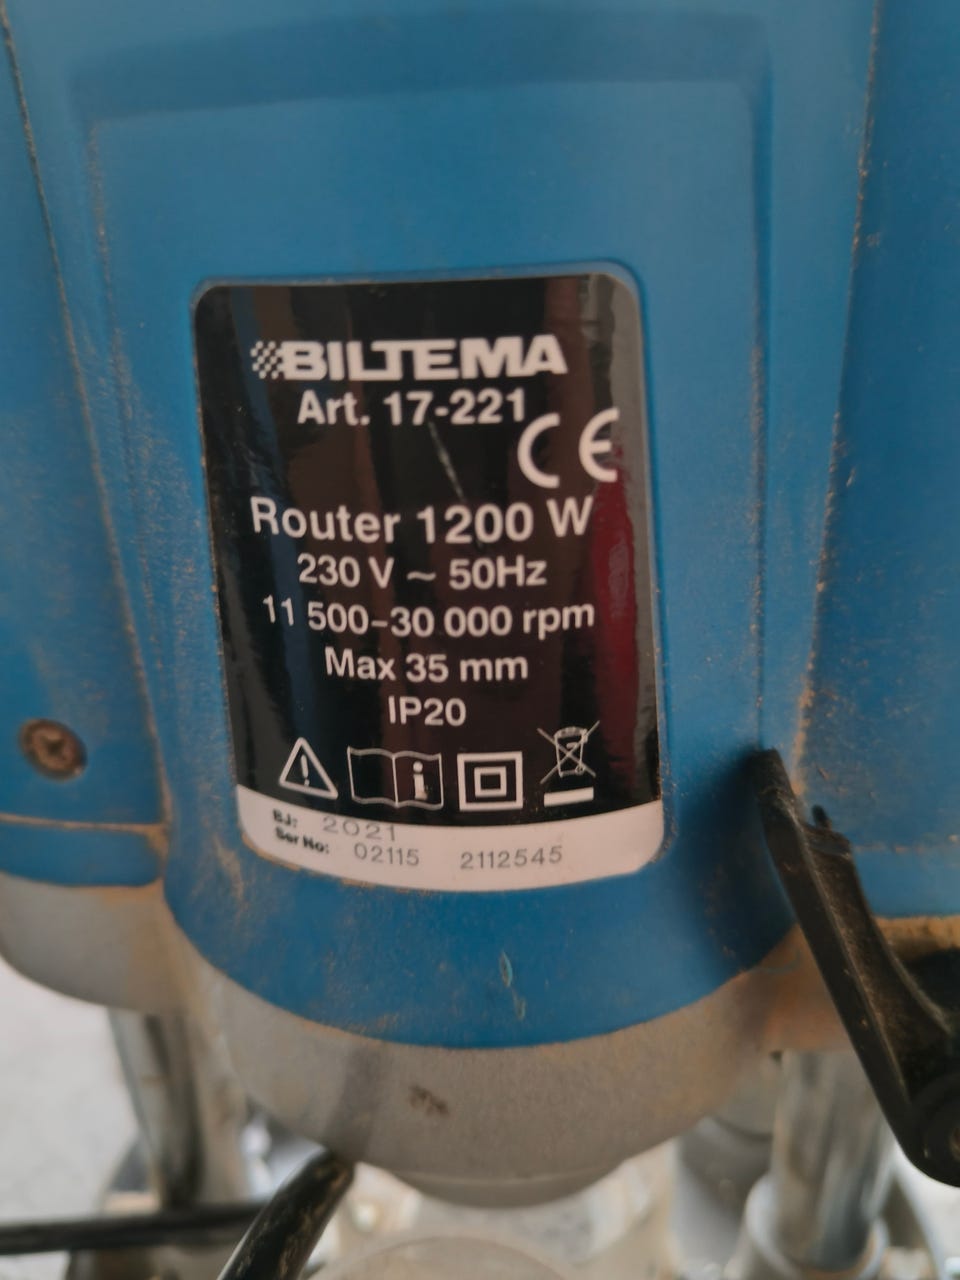 BILTEMA
Art. 17-221
CE
Router 1200 W
230 V ~ 50Hz
11 500-30 000 rpm
Max 35 mm
IP20
BJ: 2021
Ser No: 02115 2112545